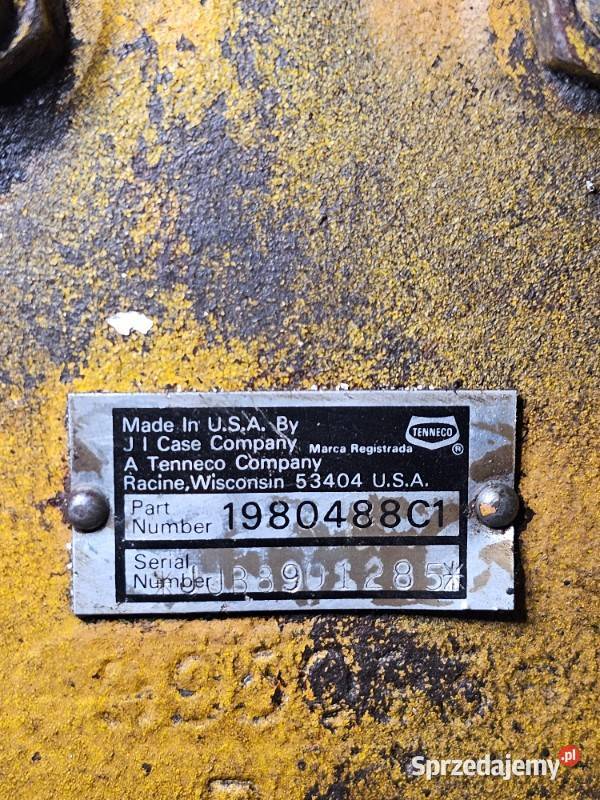 Made In U.S.A. By
J I Case Company Marca Registrada
TENNECO
®
A Tenneco Company
Racine, Wisconsin 53404 U.S.A.
Part
Number 1980488C1
Serial
Number
Sprzedajemy.pl